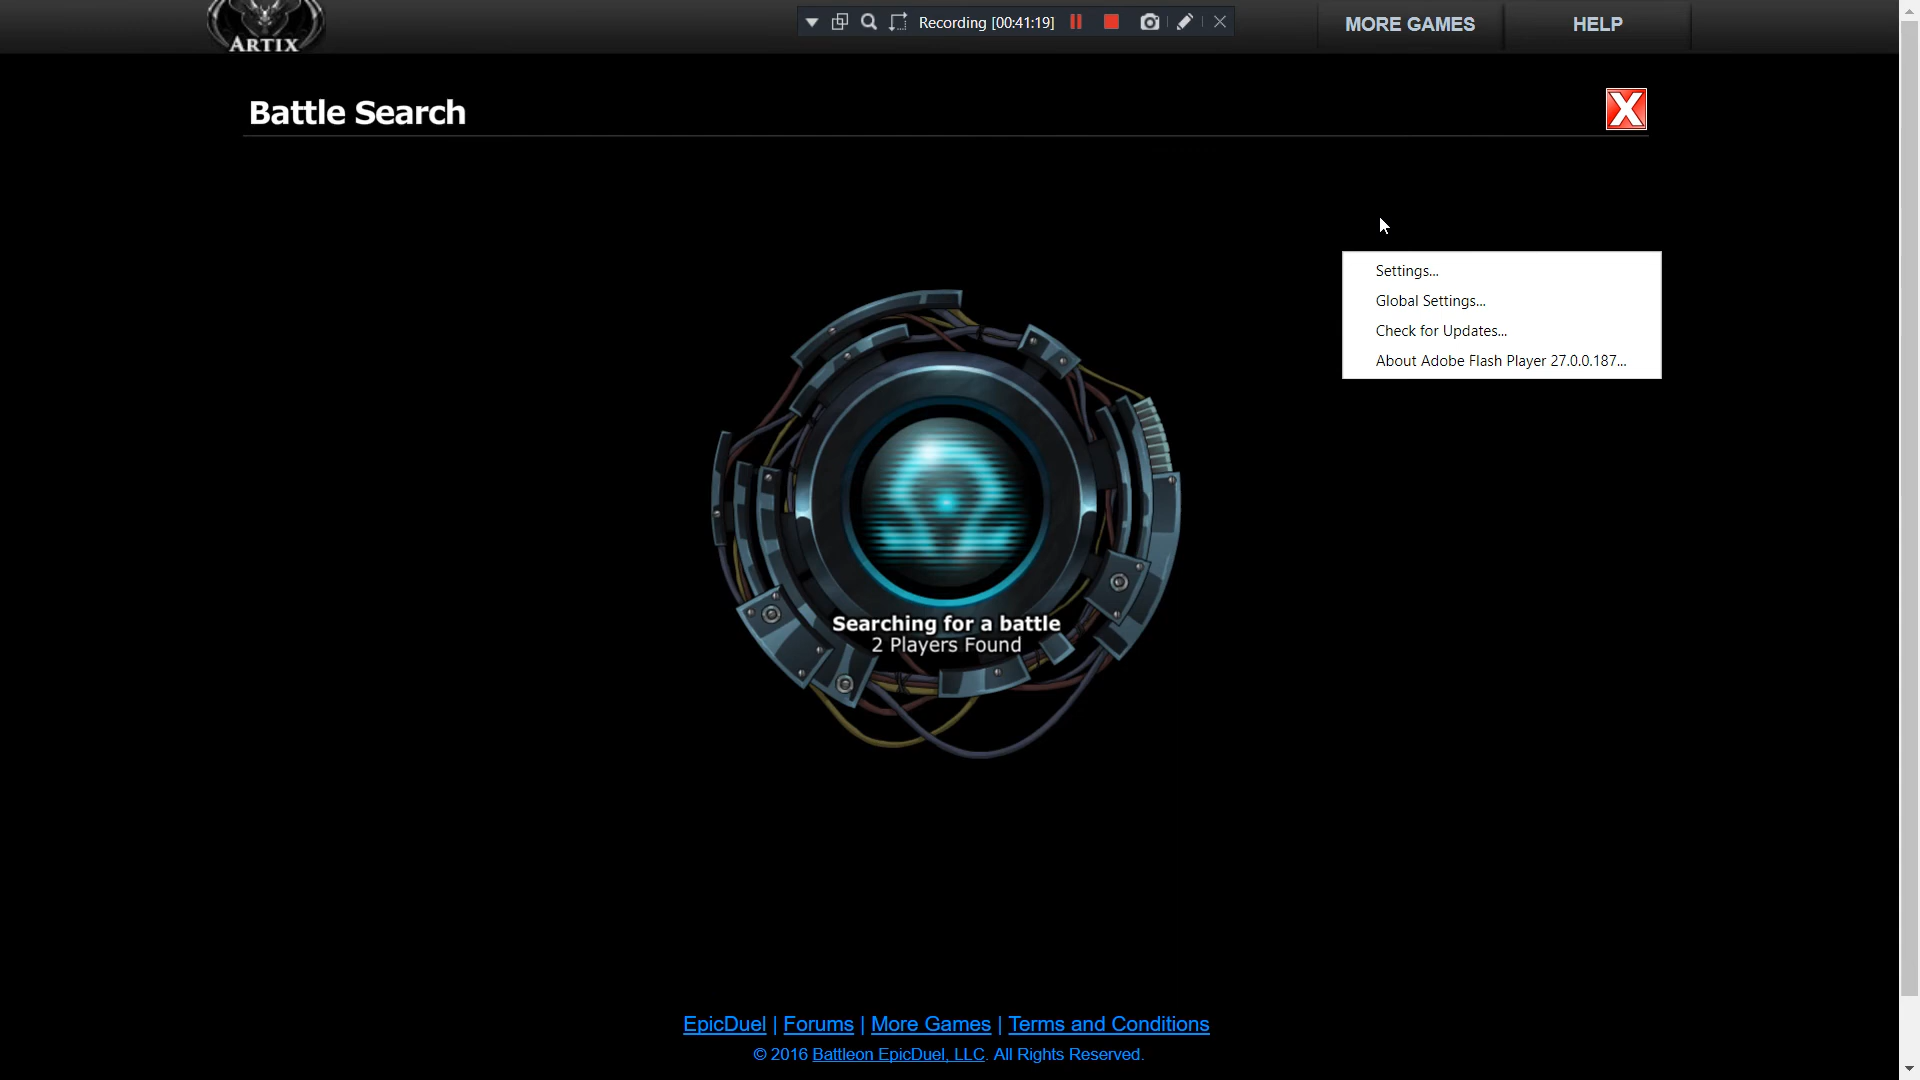 ARTIX
Recording [00:41:19]
MORE GAMES
HELP
Battle Search
X
Settings...
Global Settings...
Check for Updates...
About Adobe Flash Player 27.0.0.187...
Searching for a battle
2 Players Found
EpicDuel | Forums | More Games | Terms and Conditions
© 2016 Battleon EpicDuel, LLC. All Rights Reserved.